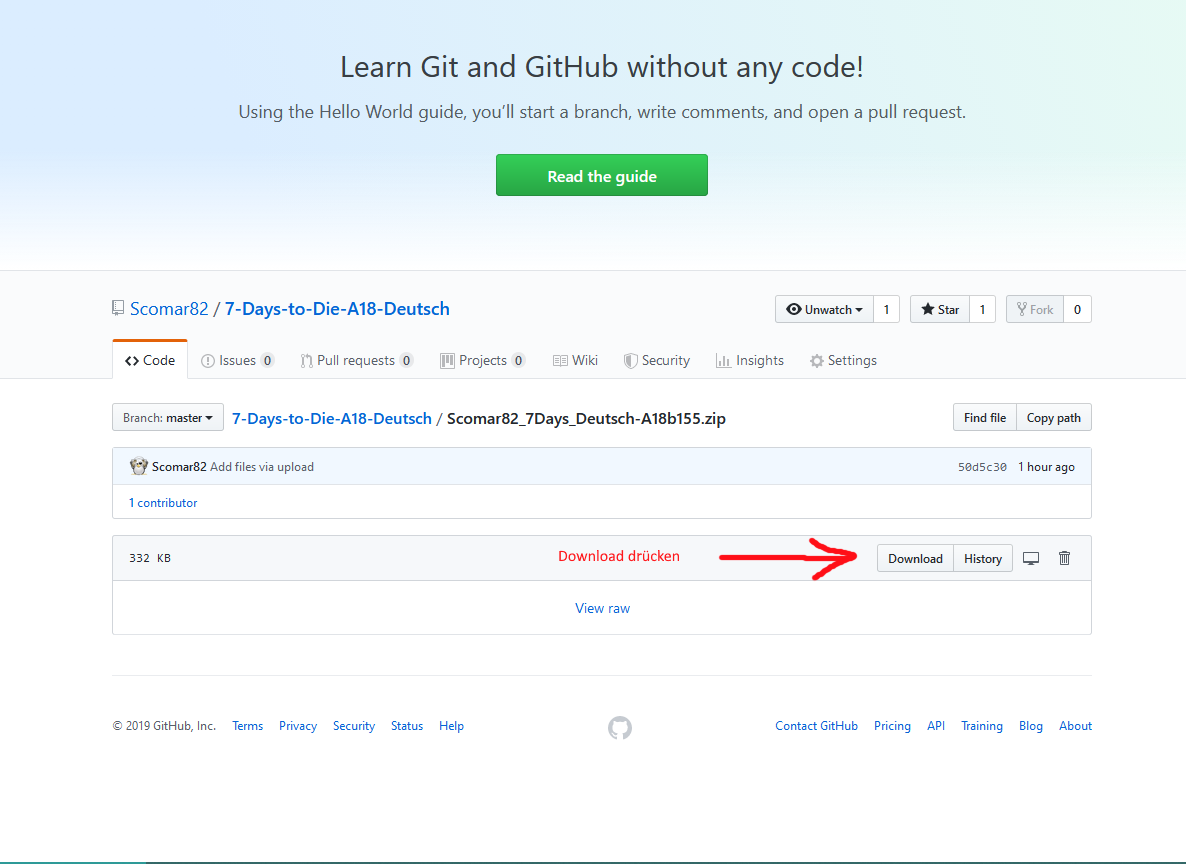 Learn Git and GitHub without any code!
Using the Hello World guide, you’ll start a branch, write comments, and open a pull request.
Read the guide
Scomar82 / 7-Days-to-Die-A18-Deutsch
Unwatch 1 Star 1 Fork 0
Code Issues 0 Pull requests 0 Projects 0 Wiki Security Insights Settings
Branch: master 7-Days-to-Die-A18-Deutsch / Scomar82_7Days_Deutsch-A18b155.zip Find file Copy path
Scomar82 Add files via upload 50d5c30 1 hour ago
1 contributor
332 KB Download drücken Download History
View raw
© 2019 GitHub, Inc. Terms Privacy Security Status Help Contact GitHub Pricing API Training Blog About